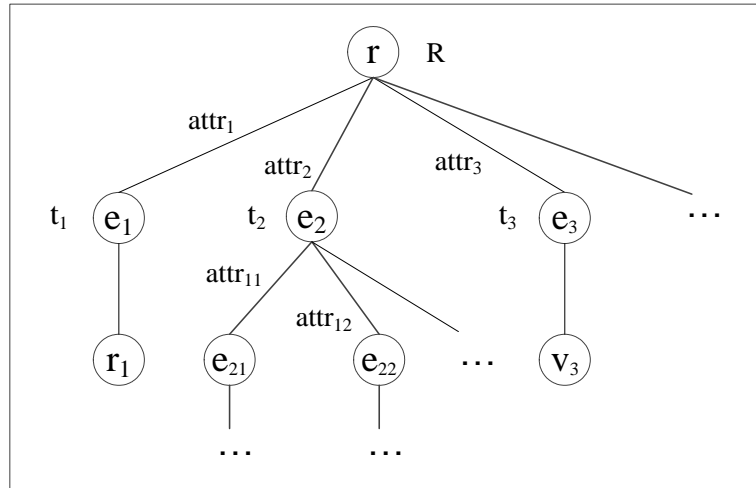 r R
attr₁
attr₂ attr₃
t₁ e₁ t₂ e₂ t₃ e₃ ...
attr₁₁
attr₁₂
r₁ e₂₁ e₂₂ ... v₃
... ...